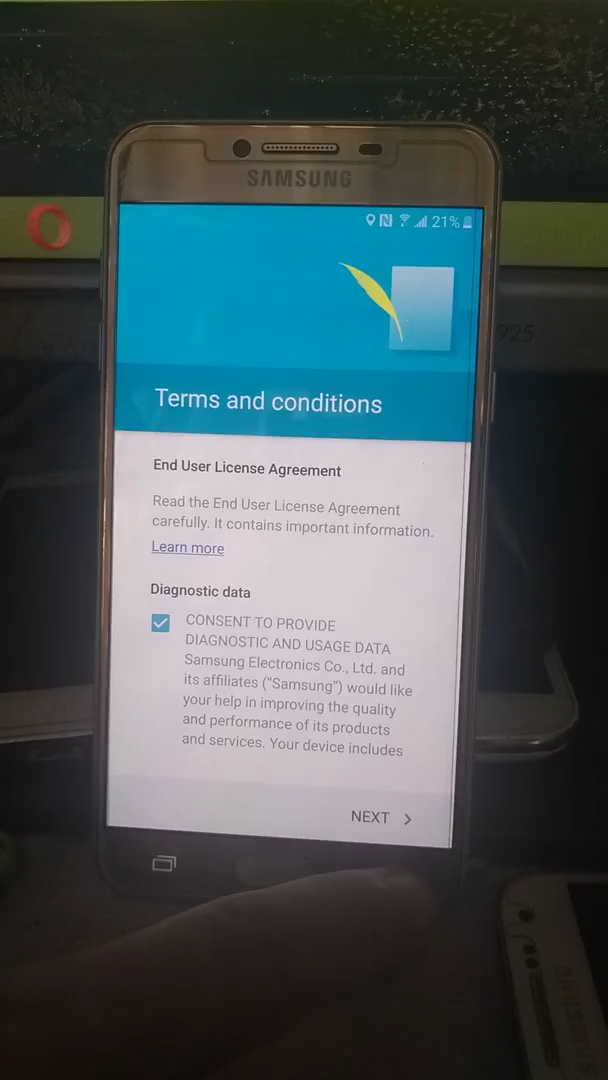 SAMSUNG
21%
925
Terms and conditions
End User License Agreement
Read the End User License Agreement
carefully. It contains important information.
Learn more
Diagnostic data
CONSENT TO PROVIDE
DIAGNOSTIC AND USAGE DATA
Samsung Electronics Co., Ltd. and
its affiliates ("Samsung") would like
your help in improving the quality
and performance of its products
and services. Your device includes
NEXT
SAMSUNG